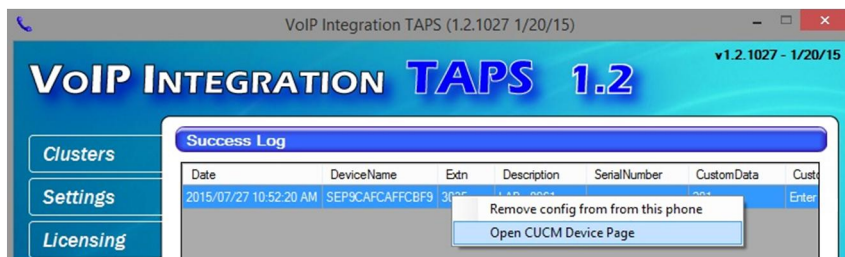 VoIP Integration TAPS (1.2.1027 1/20/15)
VoIP Integration TAPS 1.2
v1.2.1027 - 1/20/15
Clusters
Settings
Licensing
Success Log
Date DeviceName Extn Description SerialNumber CustomData Custo
2015/07/27 10:52:20 AM SEP9CAFCAFFCBF9 Enter
Remove config from from this phone
Open CUCM Device Page